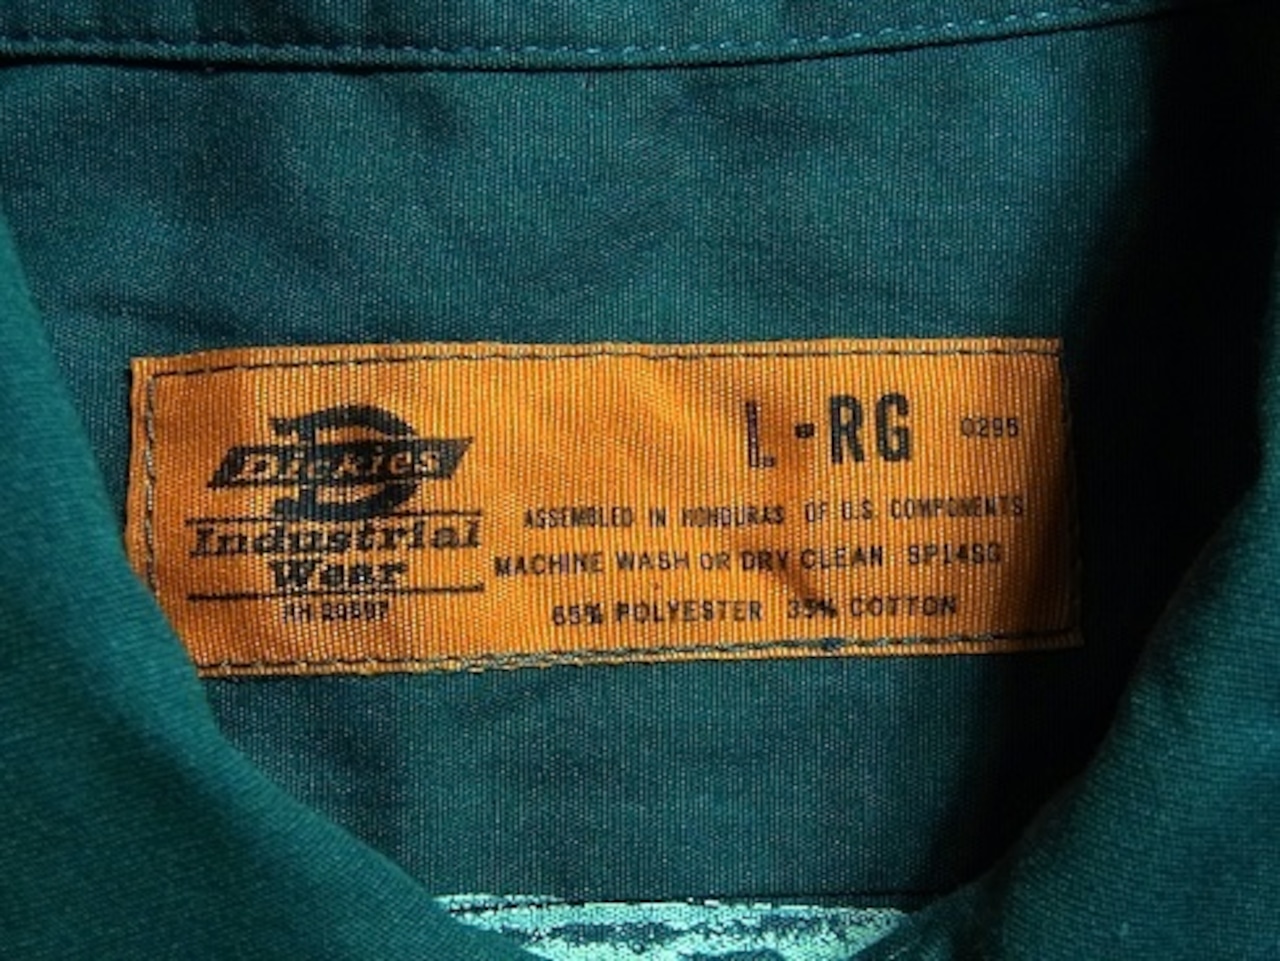 Dickies
Industrial
Wear
L-RG 0295
ASSEMBLED IN HONDURAS OF U.S. COMPONENTS
MACHINE WASH OR DRY CLEAN SP14SG
65% POLYESTER 35% COTTON